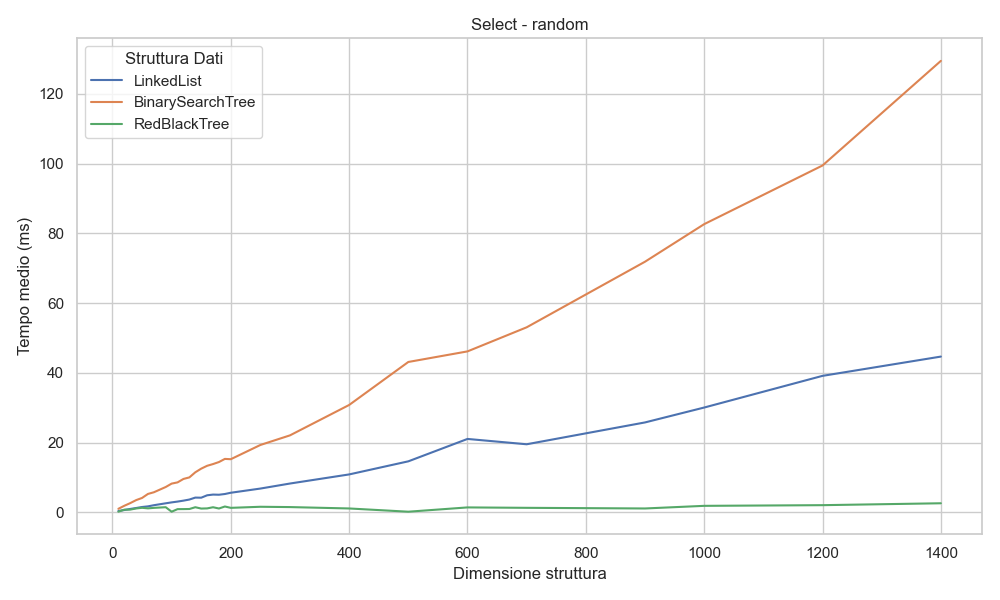 Select - random
Struttura Dati
LinkedList
BinarySearchTree
RedBlackTree
Tempo medio (ms)
120
100
80
60
40
20
0
0 200 400 600 800 1000 1200 1400
Dimensione struttura